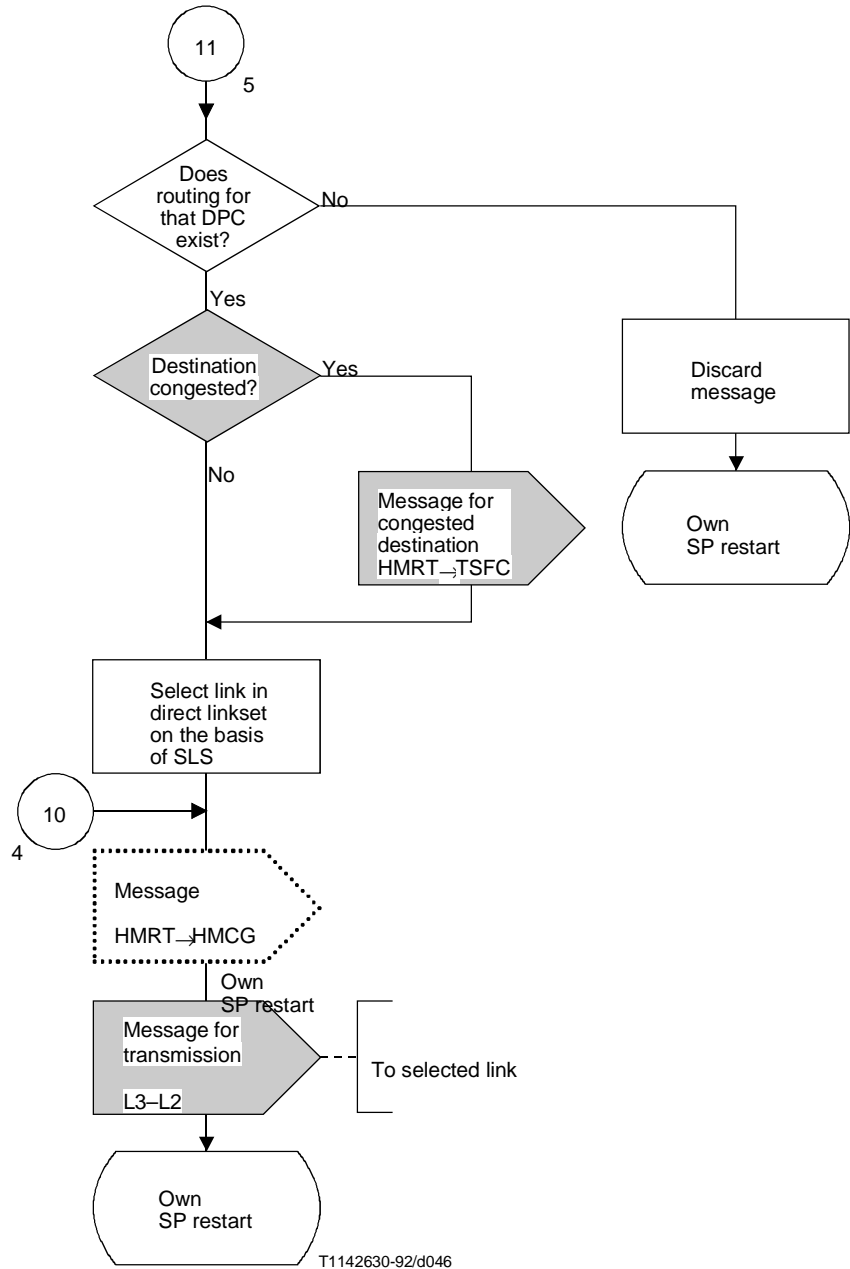 11
5
Does
routing for
that DPC
exist?
No
Yes
Destination
congested?
Yes
Discard
message
No
Message for
congested
destination
HMRT→TSFC
Own
SP restart
Select link in
direct linkset
on the basis
of SLS
10
4
Message
HMRT→HMCG
Own
SP restart
Message for
transmission
L3–L2
To selected link
Own
SP restart
T1142630-92/d046